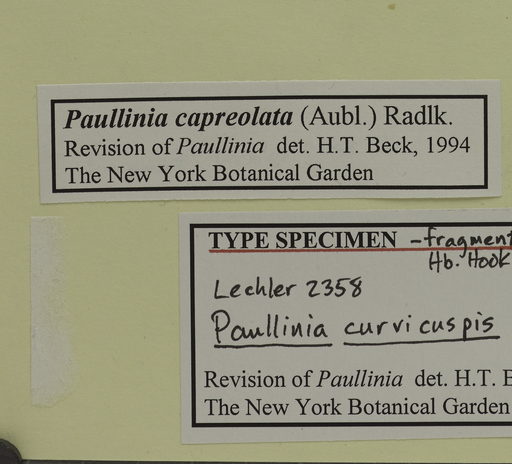 Paullinia capreolata (Aubl.) Radlk.
Revision of Paullinia det. H.T. Beck, 1994
The New York Botanical Garden
TYPE SPECIMEN - fragment
Hb. Hook
Lechler 2358
Paullinia curvicuspis
Revision of Paullinia det. H.T.
The New York Botanical Garden